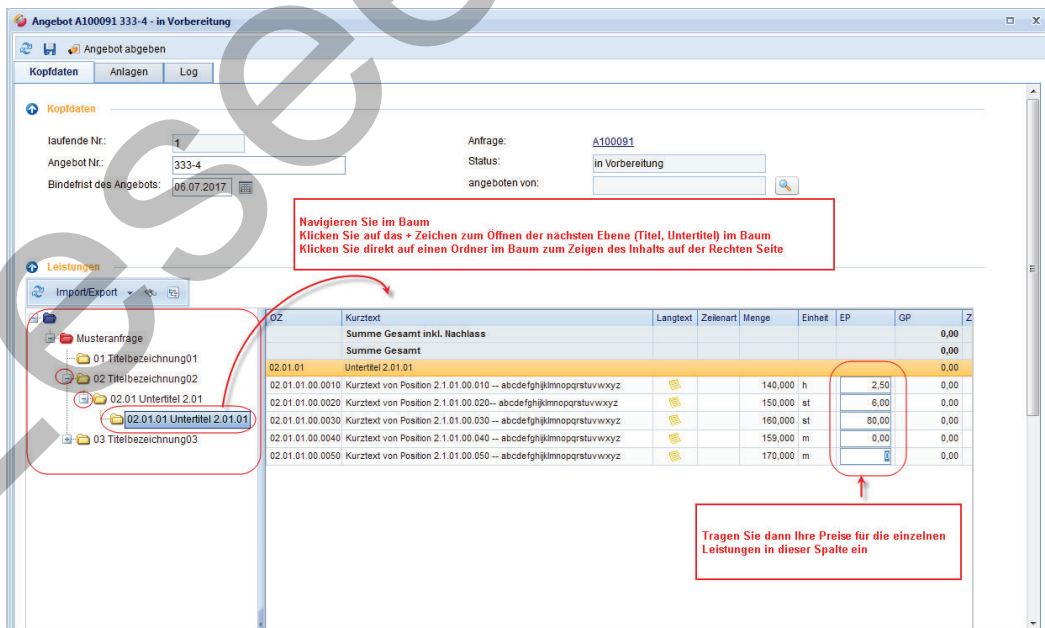 Angebot A100091 333-4 - in Vorbereitung
Angebot abgeben
Kopfdaten Anlagen Log
Kopfdaten
laufende Nr.: 1
Anfrage: A100091
Angebot Nr.: 333-4
Status: in Vorbereitung
Bindefrist des Angebots: 06.07.2017
angeboten von:
Navigieren Sie im Baum
Klicken Sie auf das + Zeichen zum Öffnen der nächsten Ebene (Titel, Untertitel) im Baum
Klicken Sie direkt auf einen Ordner im Baum zum Zeigen des Inhalts auf der Rechten Seite
Leistungen
Import/Export
Musteranfrage
01 Titelbezeichnung01
02 Titelbezeichnung02
02.01 Untertitel 2.01
02.01.01 Untertitel 2.01.01
03 Titelbezeichnung03
OZ Kurztext Langtext Zeilenart Menge Einheit EP GP Z
Summe Gesamt inkl. Nachlass 0,00
Summe Gesamt 0,00
02.01.01 Untertitel 2.01.01 0,00
02.01.01.00.0010 Kurztext von Position 2.1.01.00.010 -- abcdefghijklmnopqrstuvwxyz 140,000 h 2,50 0,00
02.01.01.00.0020 Kurztext von Position 2.1.01.00.020-- abcdefghijklmnopqrstuvwxyz 150,000 st 6,00 0,00
02.01.01.00.0030 Kurztext von Position 2.1.01.00.030 -- abcdefghijklmnopqrstuvwxyz 160,000 st 80,00 0,00
02.01.01.00.0040 Kurztext von Position 2.1.01.00.040 -- abcdefghijklmnopqrstuvwxyz 159,000 m 0,00 0,00
02.01.01.00.0050 Kurztext von Position 2.1.01.00.050 -- abcdefghijklmnopqrstuvwxyz 170,000 m 0 0,00
Tragen Sie dann Ihre Preise für die einzelnen
Leistungen in dieser Spalte ein